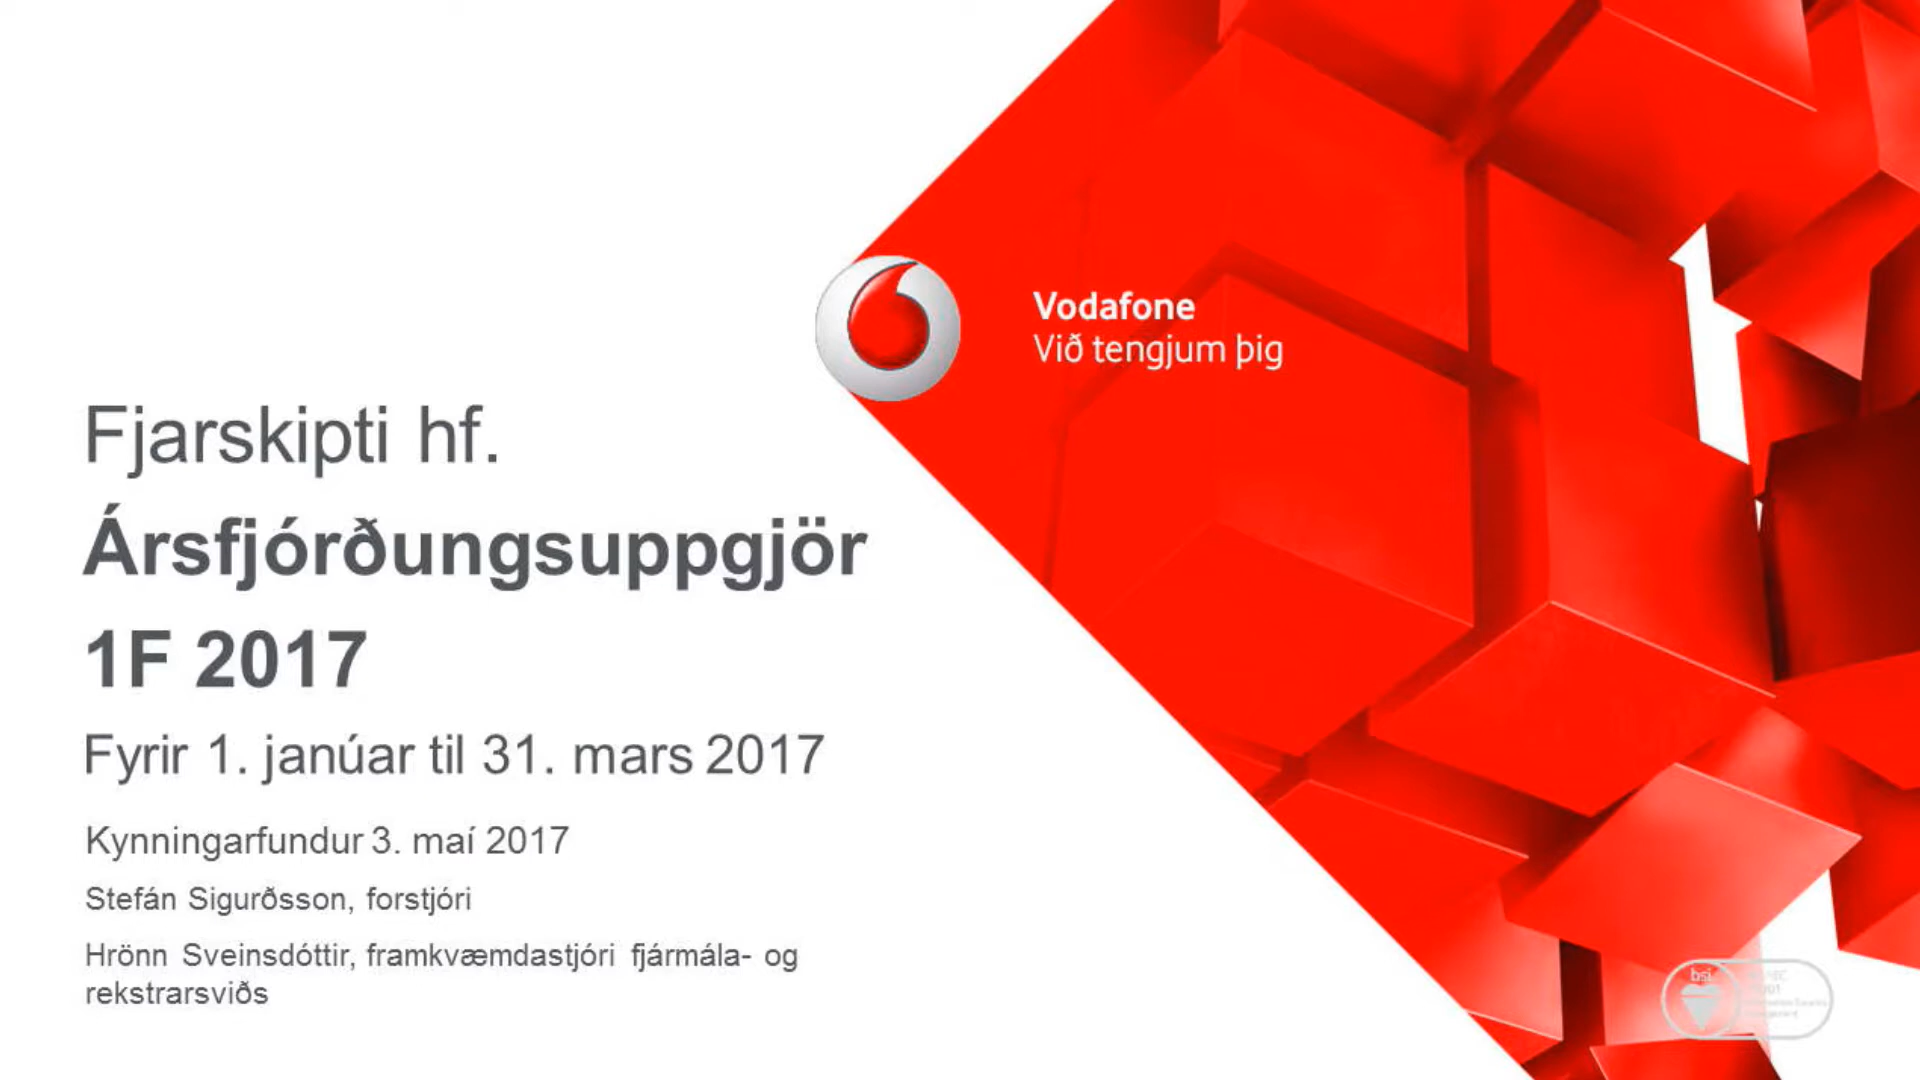 Vodafone
Við tengjum þig
Fjarskipti hf.
Ársfjórðungsuppgjör
1F 2017
Fyrir 1. janúar til 31. mars 2017
Kynningarfundur 3. maí 2017
Stefán Sigurðsson, forstjóri
Hrönn Sveinsdóttir, framkvæmdastjóri fjármála- og
rekstrarsviðs
bsi